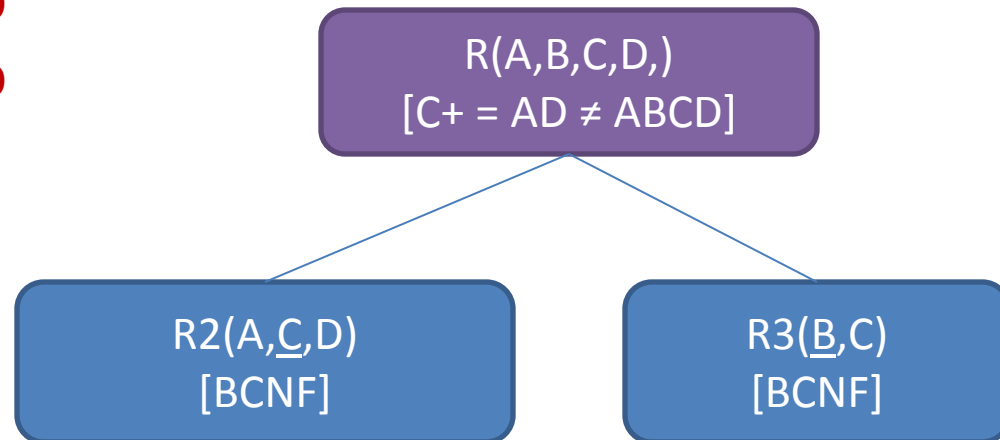 R(A,B,C,D,)
[C+ = AD ≠ ABCD]
R2(A,C,D)
[BCNF]
R3(B,C)
[BCNF]